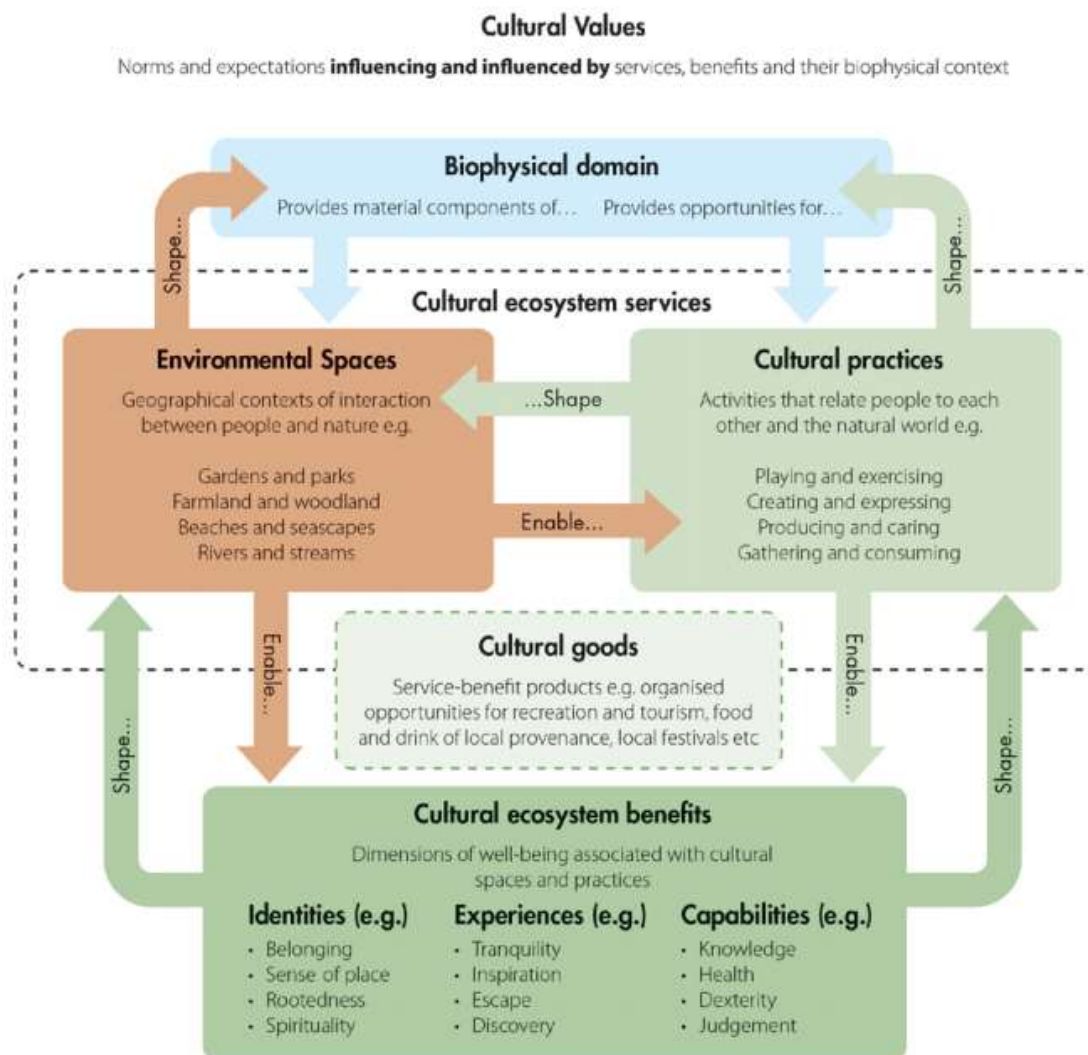 Cultural Values
Norms and expectations influencing and influenced by services, benefits and their biophysical context
Biophysical domain
Provides material components of...
Provides opportunities for...
Shape...
Shape...
Cultural ecosystem services
Environmental Spaces
Geographical contexts of interaction
between people and nature e.g.
Gardens and parks
Farmland and woodland
Beaches and seascapes
Rivers and streams
...Shape
Enable...
Cultural practices
Activities that relate people to each
other and the natural world e.g.
Playing and exercising
Creating and expressing
Producing and caring
Gathering and consuming
Enable...
Enable...
Cultural goods
Service-benefit products e.g. organised
opportunities for recreation and tourism, food
and drink of local provenance, local festivals etc
Shape...
Shape...
Cultural ecosystem benefits
Dimensions of well-being associated with cultural
spaces and practices
Identities (e.g.)
• Belonging
• Sense of place
• Rootedness
• Spirituality
Experiences (e.g.)
• Tranquility
• Inspiration
• Escape
• Discovery
Capabilities (e.g.)
• Knowledge
• Health
• Dexterity
• Judgement